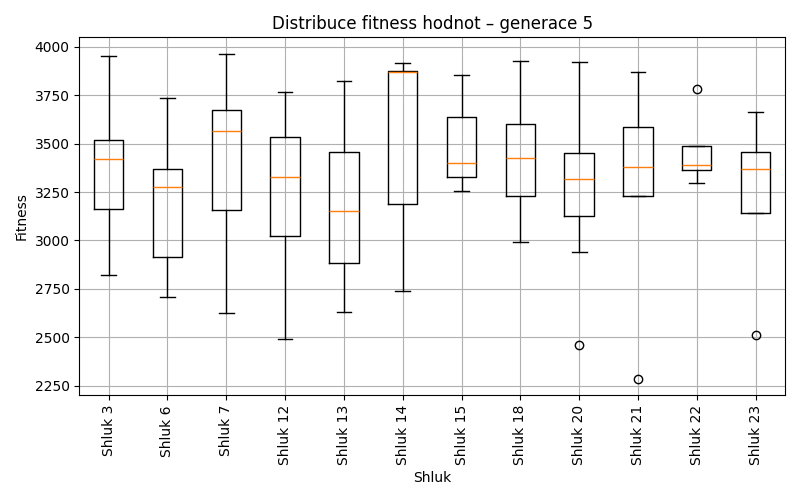 Distribuce fitness hodnot – generace 5
4000
3750
3500
3250
3000
2750
2500
2250
Fitness
Shluk 3
Shluk 6
Shluk 7
Shluk 12
Shluk 13
Shluk 14
Shluk 15
Shluk 18
Shluk 20
Shluk 21
Shluk 22
Shluk 23
Shluk